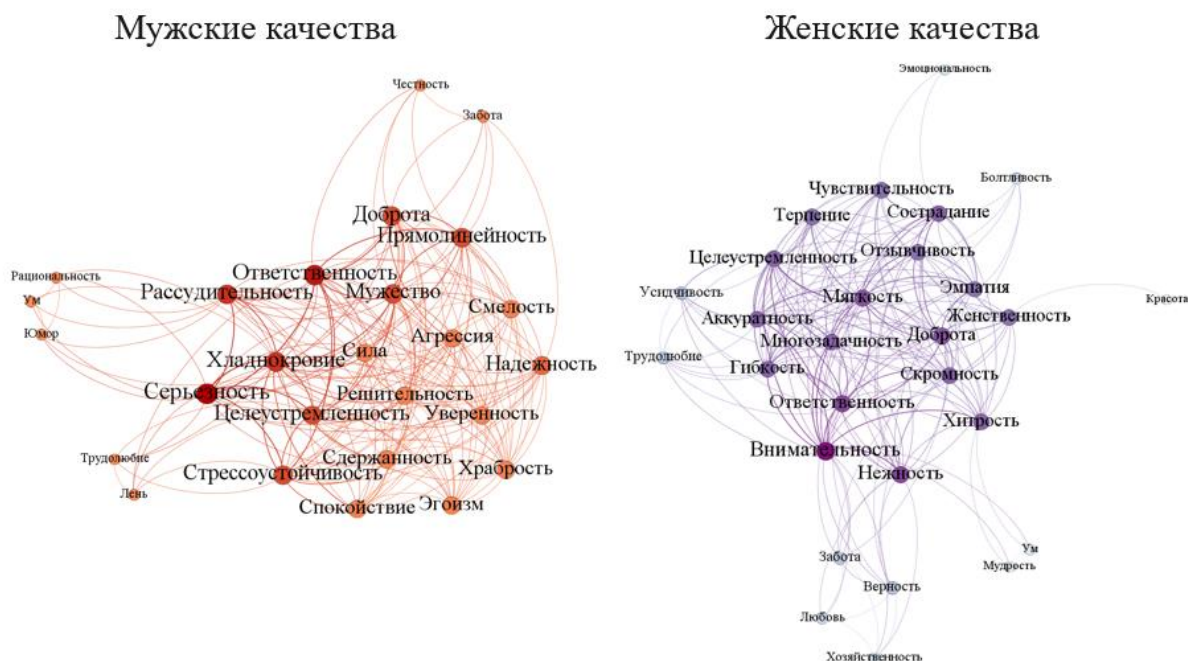 Мужские качества
Честность
Забота
Доброта
Прямолинейность
Ответственность
Рациональность
Рассудительность
Мужество
Ум
Смелость
Юмор
Агрессия
Сила
Хладнокровие
Надежность
Серьезность
Решительность
Целеустремленность
Уверенность
Трудолюбие
Сдержанность
Храбрость
Стрессоустойчивость
Лень
Эгоизм
Спокойствие
Женские качества
Эмоциональность
Болтливость
Чувствительность
Терпение
Сострадание
Отзывчивость
Целеустремленность
Эмпатия
Усидчивость
Мягкость
Красота
Женственность
Аккуратность
Доброта
Многозадачность
Трудолюбие
Гибкость
Скромность
Ответственность
Хитрость
Внимательность
Нежность
Ум
Забота
Мудрость
Верность
Любовь
Хозяйственность